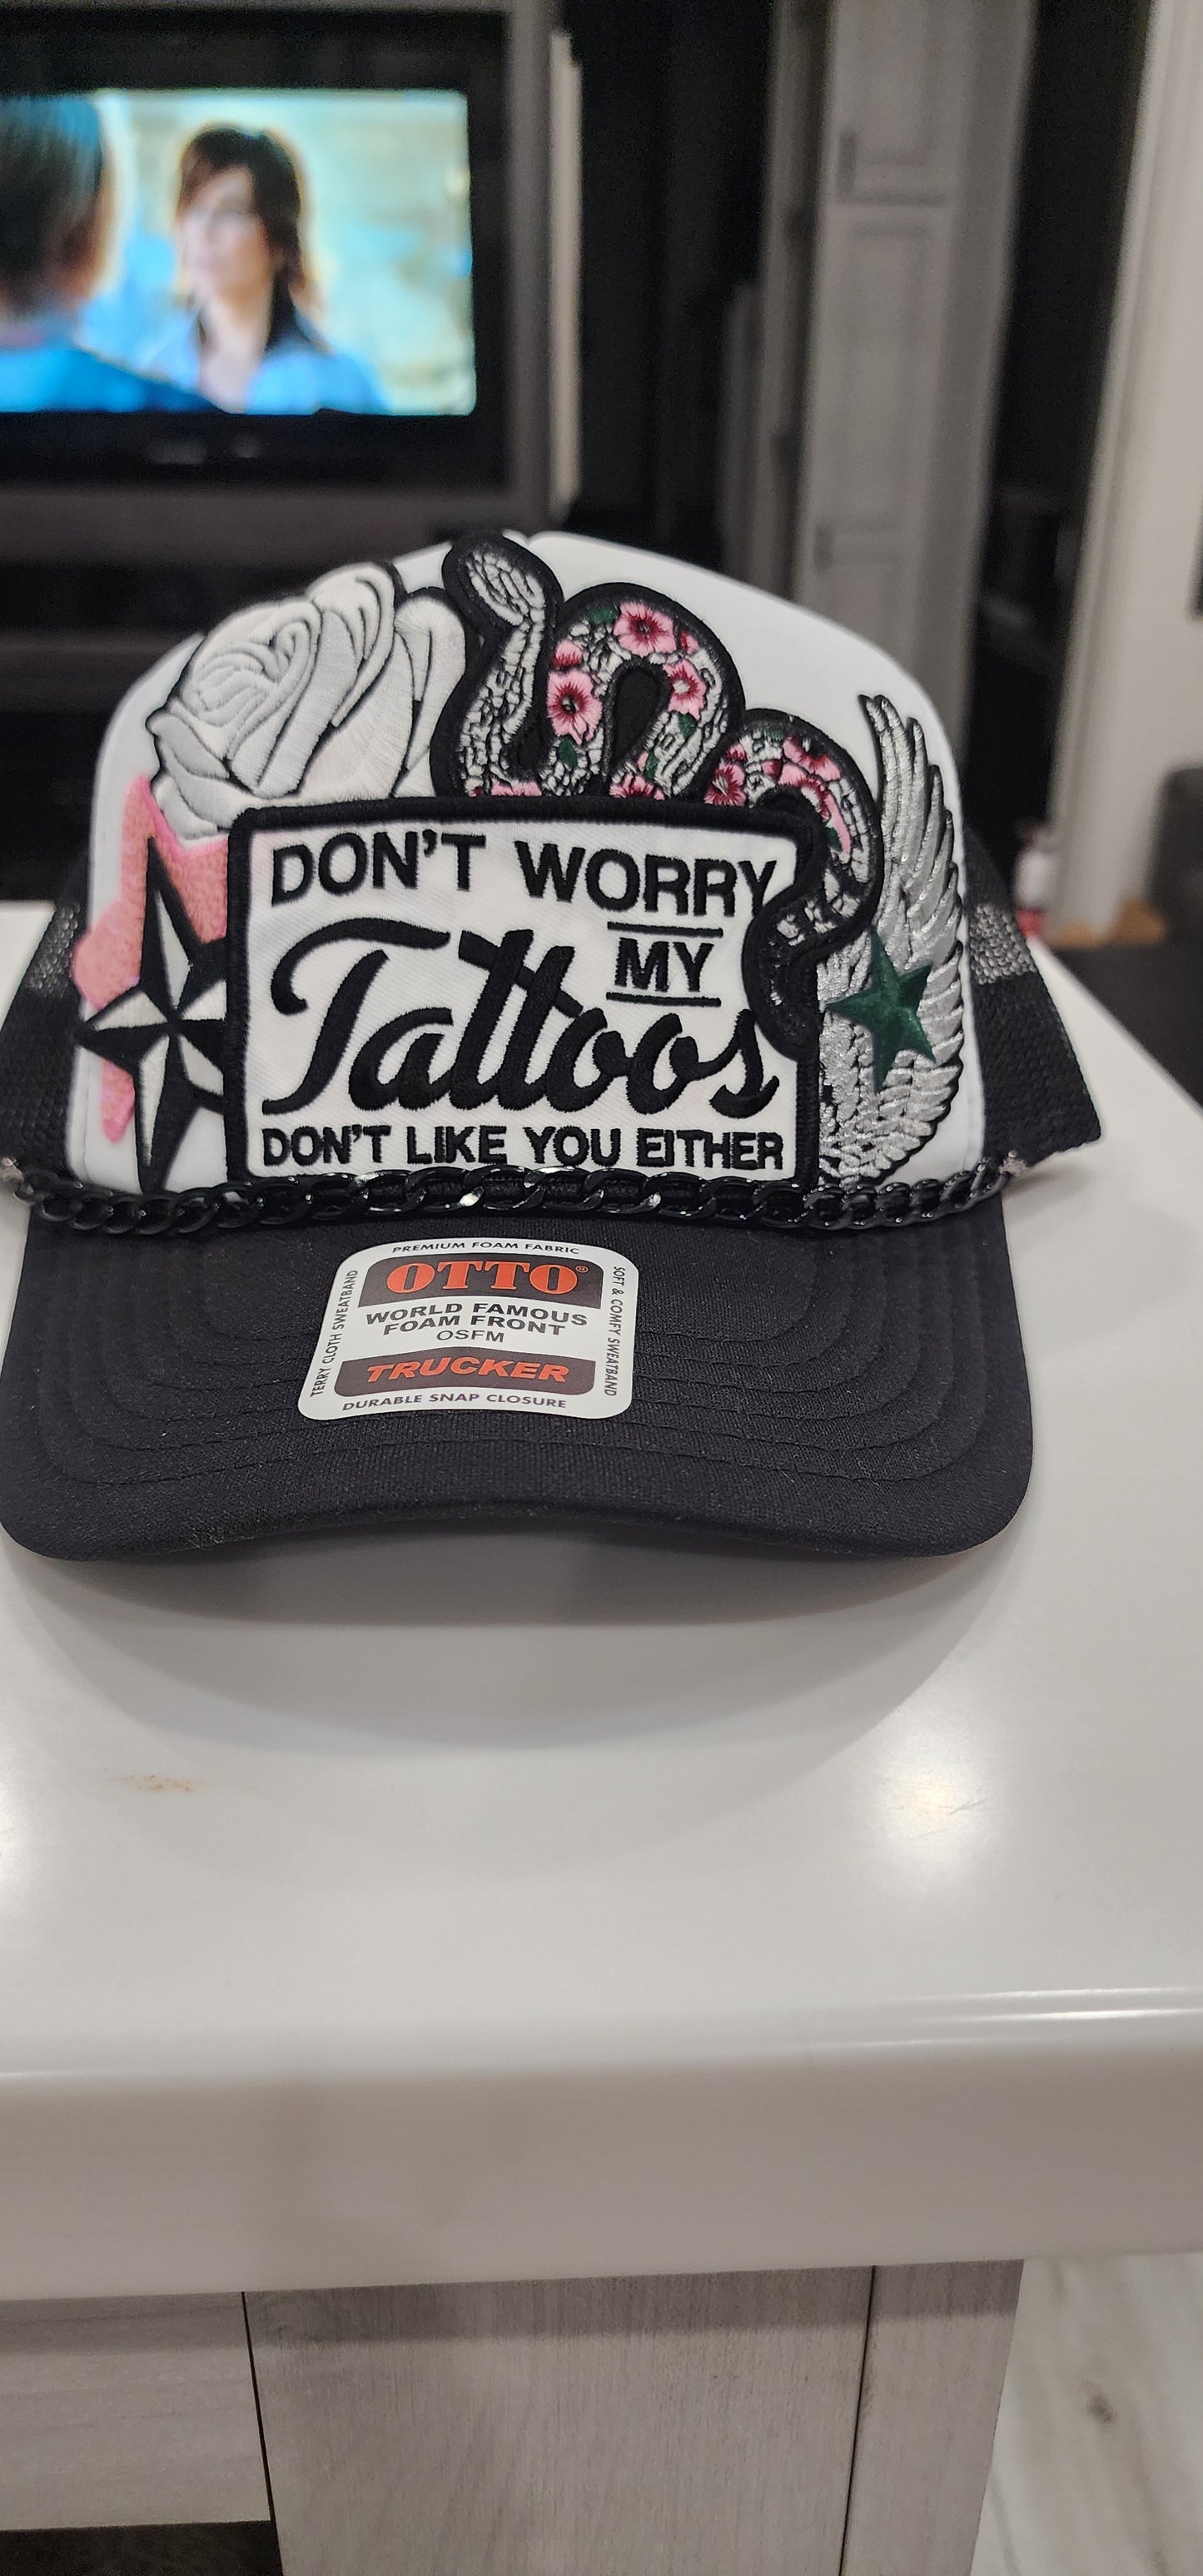 DON'T WORRY
MY
Tattoos
DON'T LIKE YOU EITHER
PREMIUM FOAM FABRIC
OTTO®
WORLD FAMOUS
FOAM FRONT
OSFM
TRUCKER
DURABLE SNAP CLOSURE
TERRY CLOTH SWEATBAND
SOFT & COMFY SWEATBAND